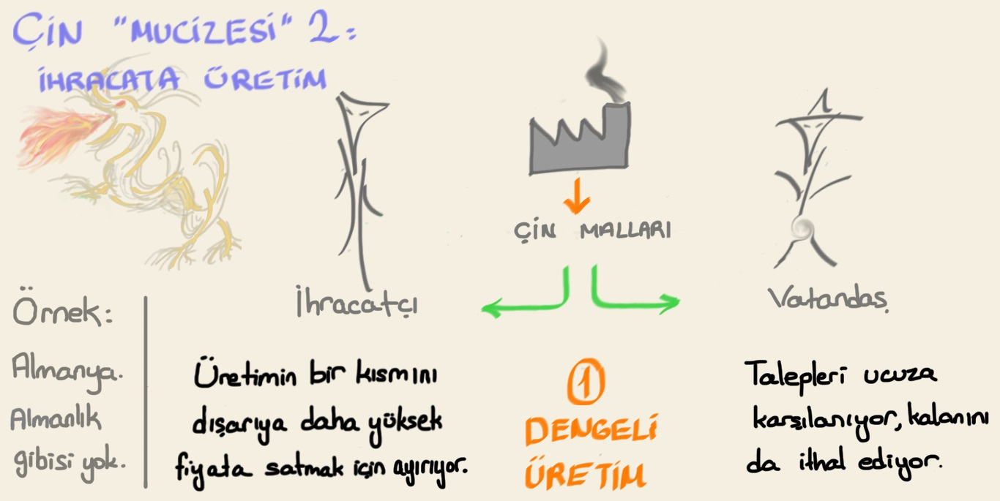 ÇİN "MUCİZESİ" 2:
İHRACATA ÜRETİM
ÇİN MALLARI
İhracatçı
Vatandaş
Örnek:
Almanya.
Almanlık
gibisi yok.
Üretimin bir kısmını
dışarıya daha yüksek
fiyata satmak için ayırıyor.
1
DENGELİ
ÜRETİM
Talepleri ucuza
karşılanıyor, kalanını
da ithal ediyor.